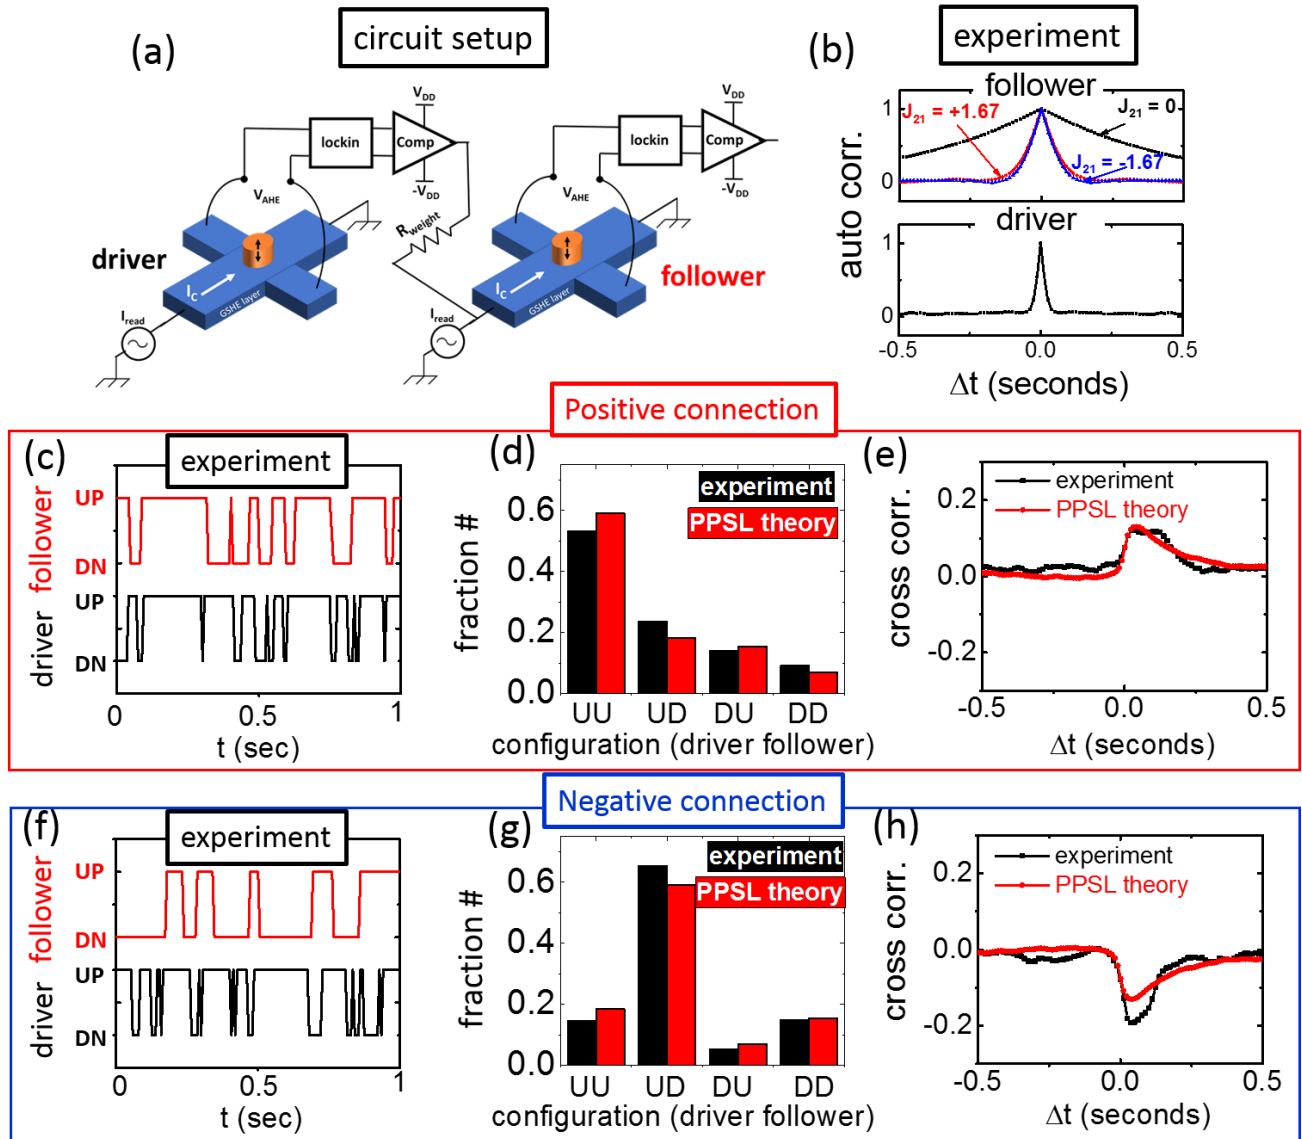 (a)
circuit setup
V_DD
lockin
Comp
-V_DD
V_AHE
R_weight
driver
I_C
GSHE layer
I_read
V_DD
lockin
Comp
-V_DD
V_AHE
follower
I_C
GSHE layer
I_read
(b)
experiment
follower
J_21 = +1.67
J_21 = 0
J_21 = -1.67
1
0
driver
1
0
auto corr.
-0.5 0.0 0.5
Δt (seconds)
Positive connection
(c)
experiment
UP
DN
UP
DN
driver follower
0 0.5 1
t (sec)
(d)
experiment
PPSL theory
fraction #
0.6
0.4
0.2
0.0
UU UD DU DD
configuration (driver follower)
(e)
experiment
PPSL theory
cross corr.
0.2
0.0
-0.2
-0.5 0.0 0.5
Δt (seconds)
Negative connection
(f)
experiment
UP
DN
UP
DN
driver follower
0 0.5 1
t (sec)
(g)
experiment
PPSL theory
fraction #
0.6
0.4
0.2
0.0
UU UD DU DD
configuration (driver follower)
(h)
experiment
PPSL theory
cross corr.
0.2
0.0
-0.2
-0.5 0.0 0.5
Δt (seconds)